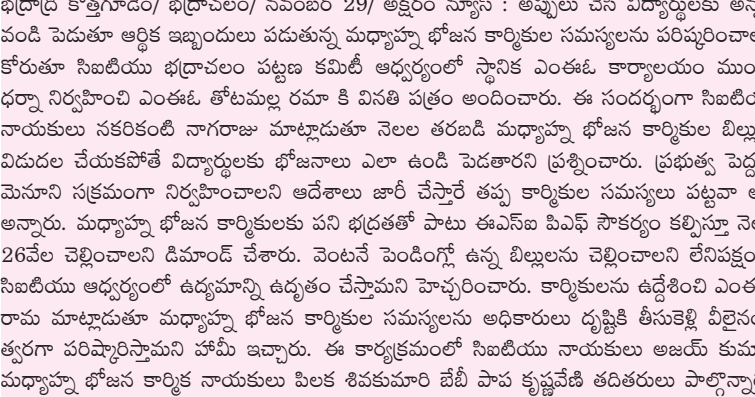 భద్రాద్రి కొత్తగూడెం/ భద్రాచలం/ నవంబర్ 29/ అక్షరం న్యూస్ : అప్పులు చేసి విద్యార్థులకు
వండి పెడుతూ ఆర్థిక ఇబ్బందులు పడుతున్న మధ్యాహ్న భోజన కార్మికుల సమస్యలను
కోరుతూ సిఐటియు భద్రాచలం పట్టణ కమిటీ ఆధ్వర్యంలో స్థానిక ఎంఈఓ కార్యాలయం
ధర్నా నిర్వహించి ఎంఈఓ తోటమల్ల రమా కి వినతి పత్రం అందించారు. ఈ సందర్భంగా
నాయకులు నకరికంటి నాగరాజు మాట్లాడుతూ నెలల తరబడి మధ్యాహ్న భోజన కార్మికుల
విడుదల చేయకపోతే విద్యార్థులకు భోజనాలు ఎలా ఉండి పెడతారని ప్రశ్నించారు. ప్రభుత్వ
మెనూని సక్రమంగా నిర్వహించాలని ఆదేశాలు జారీ చేస్తారే తప్ప కార్మికుల సమస్యలు పట్టవా
అన్నారు. మధ్యాహ్న భోజన కార్మికులకు పని భద్రతతో పాటు ఈఎస్ఐ పిఎఫ్ సౌకర్యం కల్పిస్తూ
26వేల చెల్లించాలని డిమాండ్ చేశారు. వెంటనే పెండింగ్లో ఉన్న బిల్లులను చెల్లించాలని లేనిపక్షం
సిఐటియు ఆధ్వర్యంలో ఉద్యమాన్ని ఉదృతం చేస్తామని హెచ్చరించారు. కార్మికులను ఉద్దేశించి
రామ మాట్లాడుతూ మధ్యాహ్న భోజన కార్మికుల సమస్యలను అధికారులు దృష్టికి తీసుకెళ్లి
త్వరగా పరిష్కారిస్తామని హామీ ఇచ్చారు. ఈ కార్యక్రమంలో సిఐటియు నాయకులు అజయ్
మధ్యాహ్న భోజన కార్మిక నాయకులు పిలక శివకుమారి బేబీ పాప కృష్ణవేణి తదితరులు